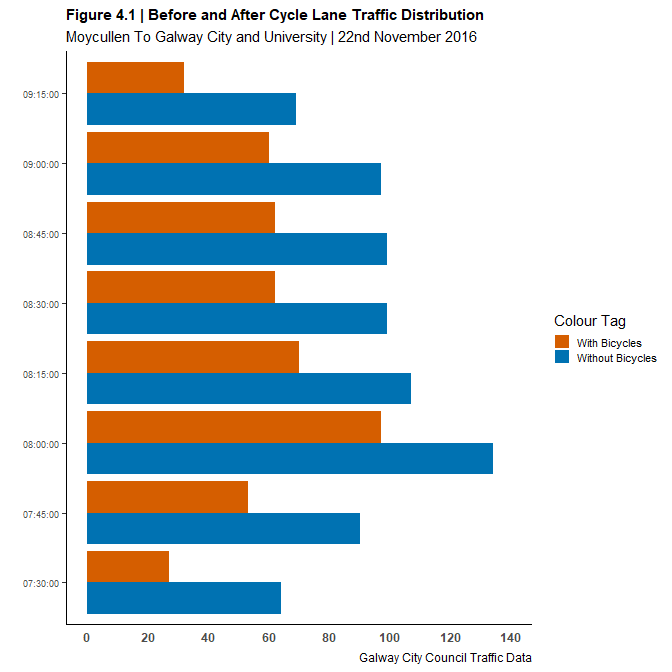 Figure 4.1 | Before and After Cycle Lane Traffic Distribution
Moycullen To Galway City and University | 22nd November 2016
09:15:00
09:00:00
08:45:00
08:30:00
08:15:00
08:00:00
07:45:00
07:30:00
0 20 40 60 80 100 120 140
Galway City Council Traffic Data
Colour Tag
With Bicycles
Without Bicycles